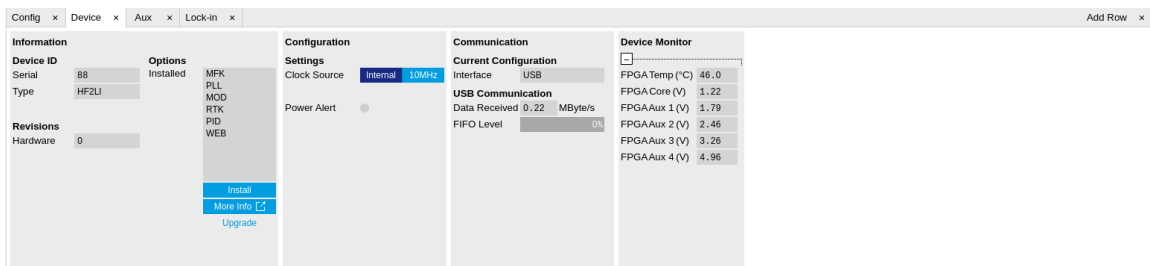 Config × Device × Aux × Lock-in × Add Row ×
Information
Device ID
Serial 88
Type HF2LI
Revisions
Hardware 0
Options
Installed
MFK
PLL
MOD
RTK
PID
WEB
Install
More Info
Upgrade
Configuration
Settings
Clock Source Internal 10MHz
Power Alert
Communication
Current Configuration
Interface USB
USB Communication
Data Received 0.22 MByte/s
FIFO Level 0%
Device Monitor
FPGA Temp (°C) 46.0
FPGA Core (V) 1.22
FPGA Aux 1 (V) 1.79
FPGA Aux 2 (V) 2.46
FPGA Aux 3 (V) 3.26
FPGA Aux 4 (V) 4.96